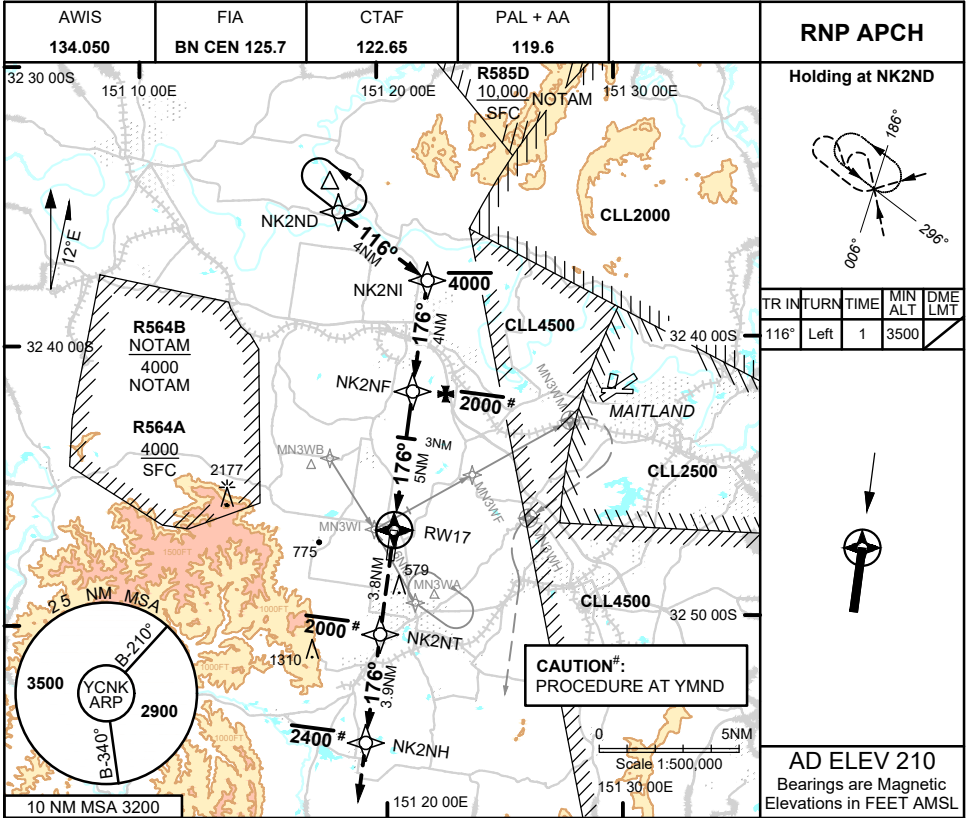 AWIS
134.050
FIA
BN CEN 125.7
CTAF
122.65
PAL + AA
119.6
RNP APCH
32 30 00S
151 10 00E
151 20 00E
151 30 00E
R585D
10,000 NOTAM
SFC
Holding at NK2ND
186°
296°
006°
TR IN TURN TIME MIN ALT DME LMT
116° Left 1 3500
12°E
NK2ND
116°
4NM
NK2NI
4000
CLL2000
176°
4NM
CLL4500
32 40 00S
32 40 00S
R564B
NOTAM
4000
NOTAM
R564A
4000
SFC
2177
NK2NF
2000 #
MN3WM
MAITLAND
3NM
176°
5NM
MN3WB
MN3WF
CLL2500
MN3WI
RW17
MN3WH
1500FT
775
579
3.8NM
MN3WA
1000FT
CLL4500
32 50 00S
2000 #
NK2NT
1310
1000FT
25 NM MSA
B-210°
3500
YCNK
ARP
2900
B-340°
176°
3.9NM
CAUTION#:
PROCEDURE AT YMND
2400 #
NK2NH
1000FT
0 5NM
Scale 1:500,000
151 20 00E
151 30 00E
10 NM MSA 3200
AD ELEV 210
Bearings are Magnetic
Elevations in FEET AMSL